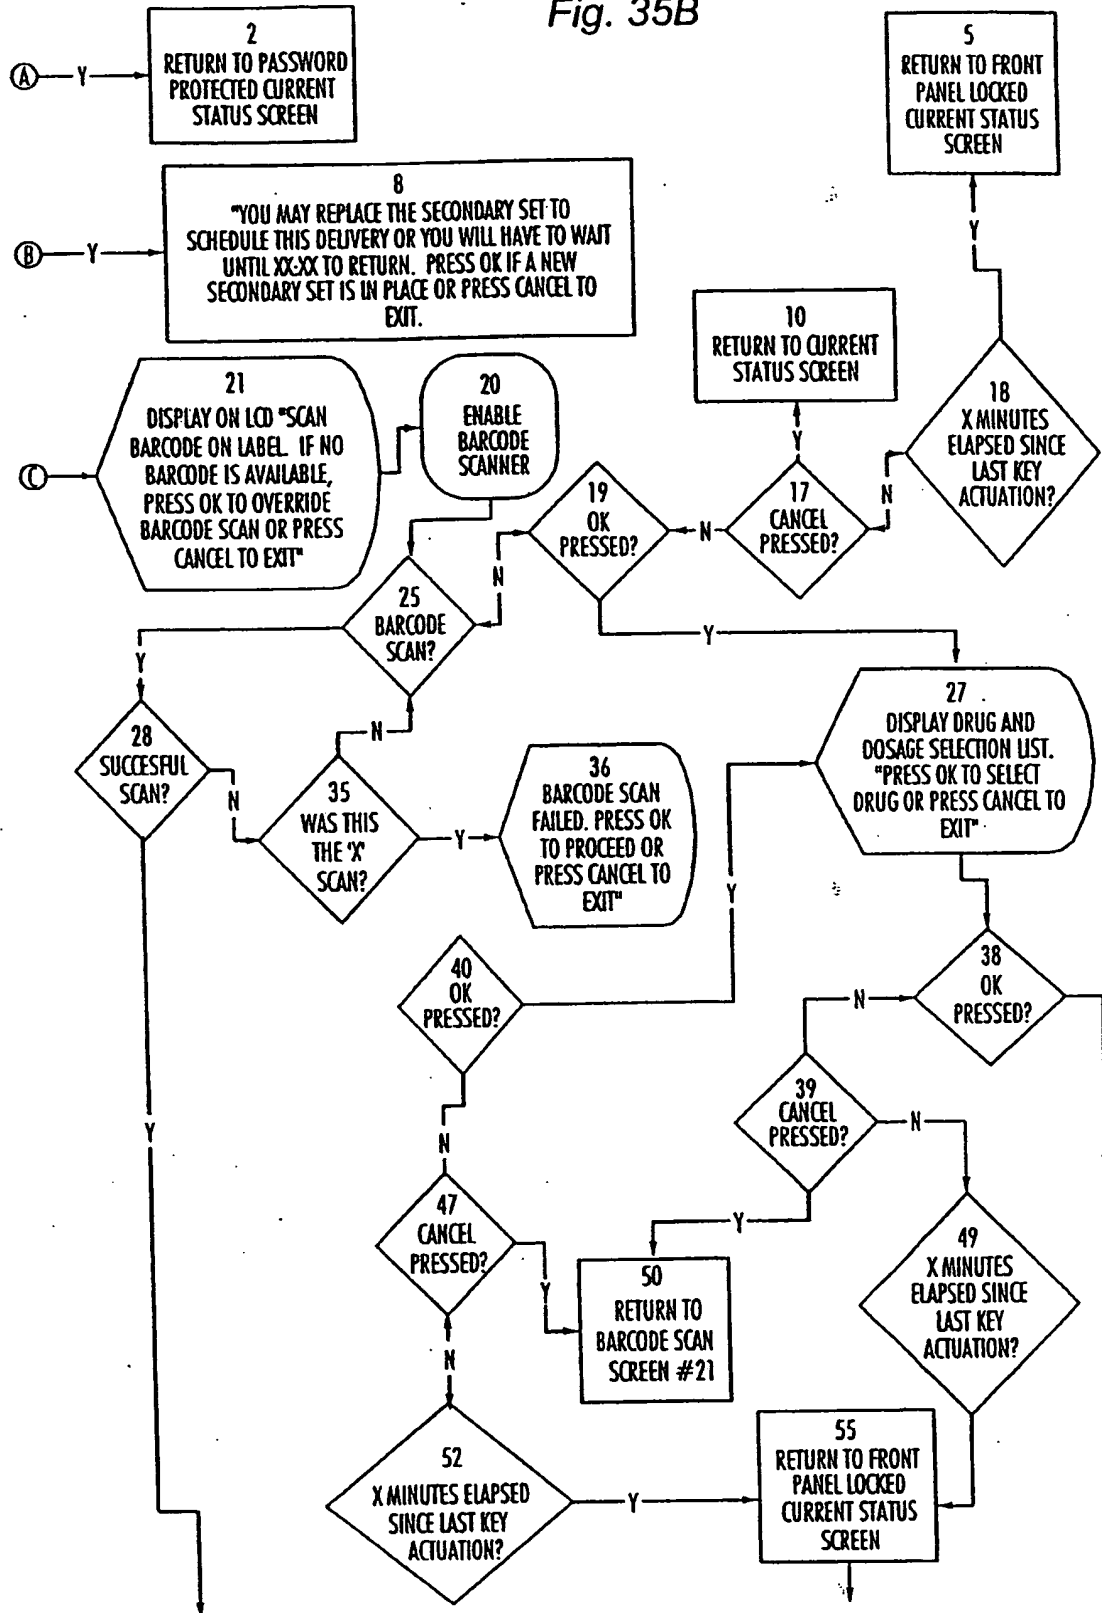 Fig. 35B
A
Y
2
RETURN TO PASSWORD
PROTECTED CURRENT
STATUS SCREEN
5
RETURN TO FRONT
PANEL LOCKED
CURRENT STATUS
SCREEN
Y
B
Y
8
"YOU MAY REPLACE THE SECONDARY SET TO
SCHEDULE THIS DELIVERY OR YOU WILL HAVE TO WAIT
UNTIL XX:XX TO RETURN. PRESS OK IF A NEW
SECONDARY SET IS IN PLACE OR PRESS CANCEL TO
EXIT.
10
RETURN TO CURRENT
STATUS SCREEN
Y
18
X MINUTES
ELAPSED SINCE
LAST KEY
ACTUATION?
N
C
21
DISPLAY ON LCD "SCAN
BARCODE ON LABEL. IF NO
BARCODE IS AVAILABLE,
PRESS OK TO OVERRIDE
BARCODE SCAN OR PRESS
CANCEL TO EXIT"
20
ENABLE
BARCODE
SCANNER
19
OK
PRESSED?
N
17
CANCEL
PRESSED?
N
25
BARCODE
SCAN?
Y
Y
28
SUCCESFUL
SCAN?
N
N
35
WAS THIS
THE 'X'
SCAN?
Y
36
BARCODE SCAN
FAILED. PRESS OK
TO PROCEED OR
PRESS CANCEL TO
EXIT"
27
DISPLAY DRUG AND
DOSAGE SELECTION LIST.
"PRESS OK TO SELECT
DRUG OR PRESS CANCEL TO
EXIT"
Y
40
OK
PRESSED?
38
OK
PRESSED?
N
39
CANCEL
PRESSED?
N
Y
N
47
CANCEL
PRESSED?
Y
Y
50
RETURN TO
BARCODE SCAN
SCREEN #21
49
X MINUTES
ELAPSED SINCE
LAST KEY
ACTUATION?
N
52
X MINUTES ELAPSED
SINCE LAST KEY
ACTUATION?
Y
55
RETURN TO FRONT
PANEL LOCKED
CURRENT STATUS
SCREEN